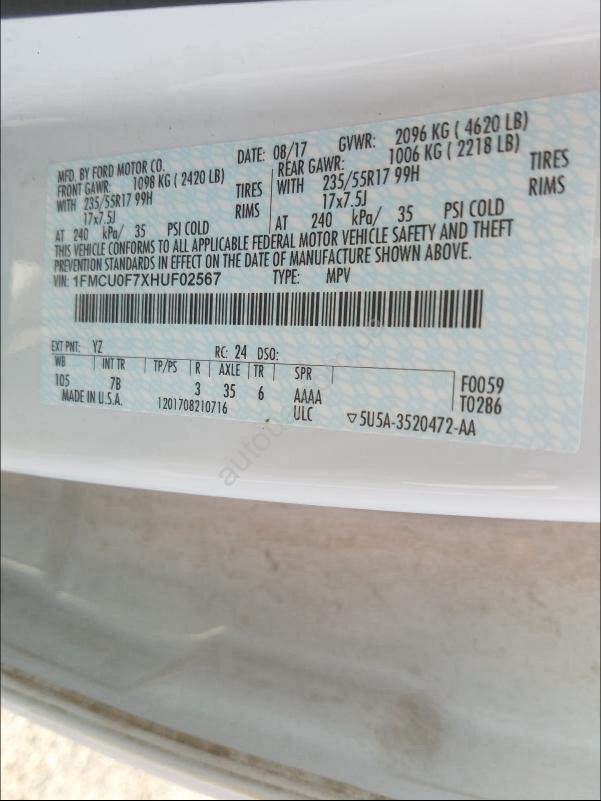 MFD. BY FORD MOTOR CO.
DATE: 08/17 GVWR: 2096 KG ( 4620 LB)
FRONT GAWR: 1098 KG ( 2420 LB)
REAR GAWR: 1006 KG ( 2218 LB)
WITH 235/55R17 99H TIRES
WITH 235/55R17 99H TIRES
17x7.5J RIMS
17x7.5J RIMS
AT 240 kPa/ 35 PSI COLD
AT 240 kPa/ 35 PSI COLD
THIS VEHICLE CONFORMS TO ALL APPLICABLE FEDERAL MOTOR VEHICLE SAFETY AND THEFT
PREVENTION STANDARDS IN EFFECT ON THE DATE OF MANUFACTURE SHOWN ABOVE.
VIN: 1FMCU0F7XHUF02567 TYPE: MPV
EXT PNT: YZ RC: 24 DSO:
WB INT TR TP/PS R AXLE TR SPR
105 7B 3 35 6 AAAA
F0059
T0286
MADE IN U.S.A. 1201708210716 ULC ▽5U5A-3520472-AA